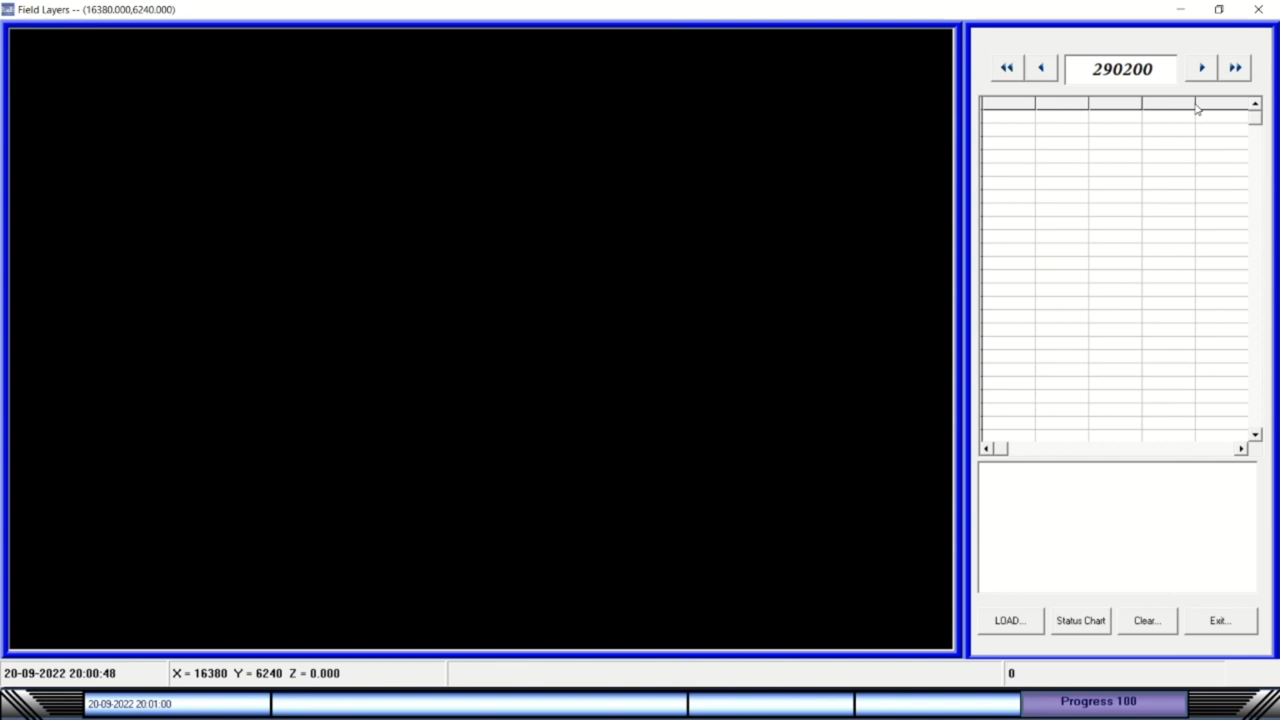 Field Layers -- (16380.000,6240.000)
290200
LOAD...
Status Chart
Clear...
Exit...
20-09-2022 20:00:48
X = 16380 Y = 6240 Z = 0.000
0
20-09-2022 20:01:00
Progress 100